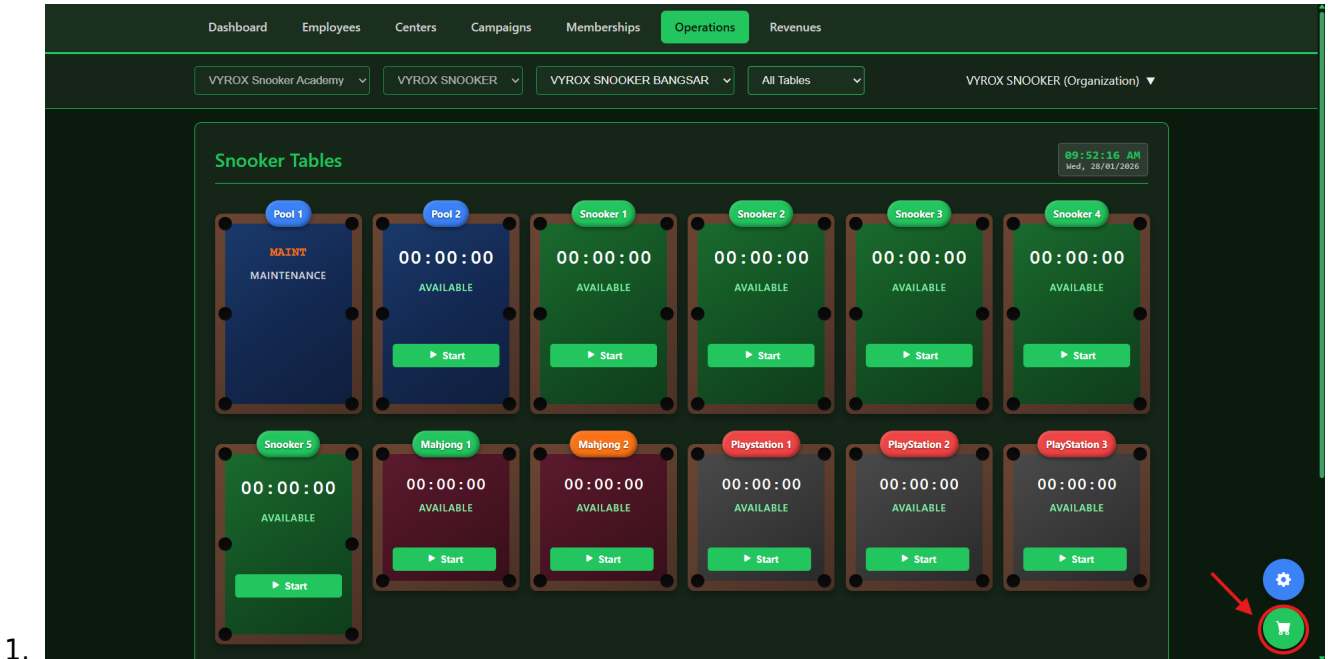 Dashboard Employees Centers Campaigns Memberships Operations Revenues
VYROX Snooker Academy VYROX SNOOKER VYROX SNOOKER BANGSAR All Tables VYROX SNOOKER (Organization) ▼
Snooker Tables
09:52:16 AM
Wed, 28/01/2026
Pool 1 Pool 2 Snooker 1 Snooker 2 Snooker 3 Snooker 4
MAINT 00:00:00 00:00:00 00:00:00 00:00:00 00:00:00
MAINTENANCE AVAILABLE AVAILABLE AVAILABLE AVAILABLE AVAILABLE
Start Start Start Start Start
Snooker 5 Mahjong 1 Mahjong 2 Playstation 1 PlayStation 2 PlayStation 3
00:00:00 00:00:00 00:00:00 00:00:00 00:00:00 00:00:00
AVAILABLE AVAILABLE AVAILABLE AVAILABLE AVAILABLE AVAILABLE
Start Start Start Start Start Start
1.